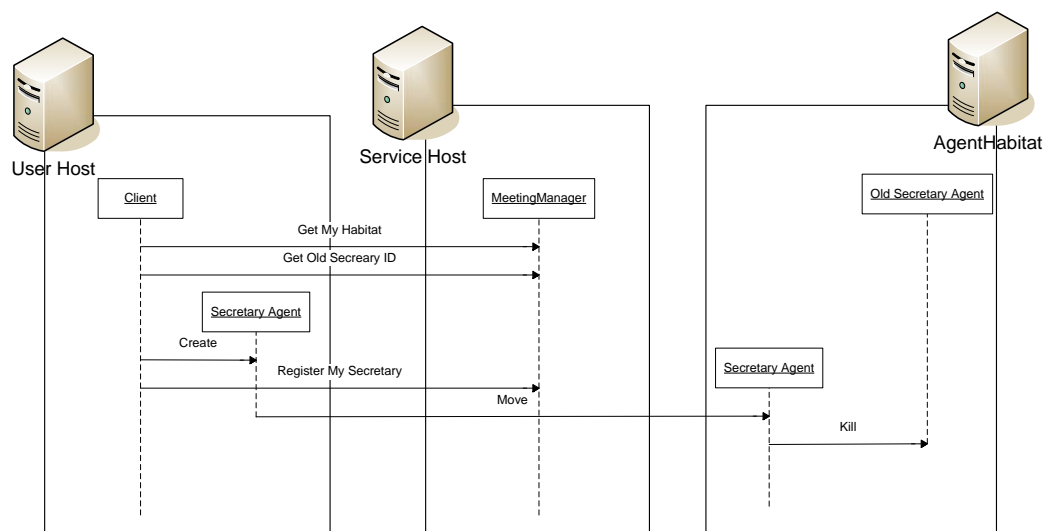 AgentHabitat
Service Host
User Host
Client
MeetingManager
Old Secretary Agent
Get My Habitat
Get Old Secreary ID
Secretary Agent
Create
Secretary Agent
Register My Secretary
Move
Kill